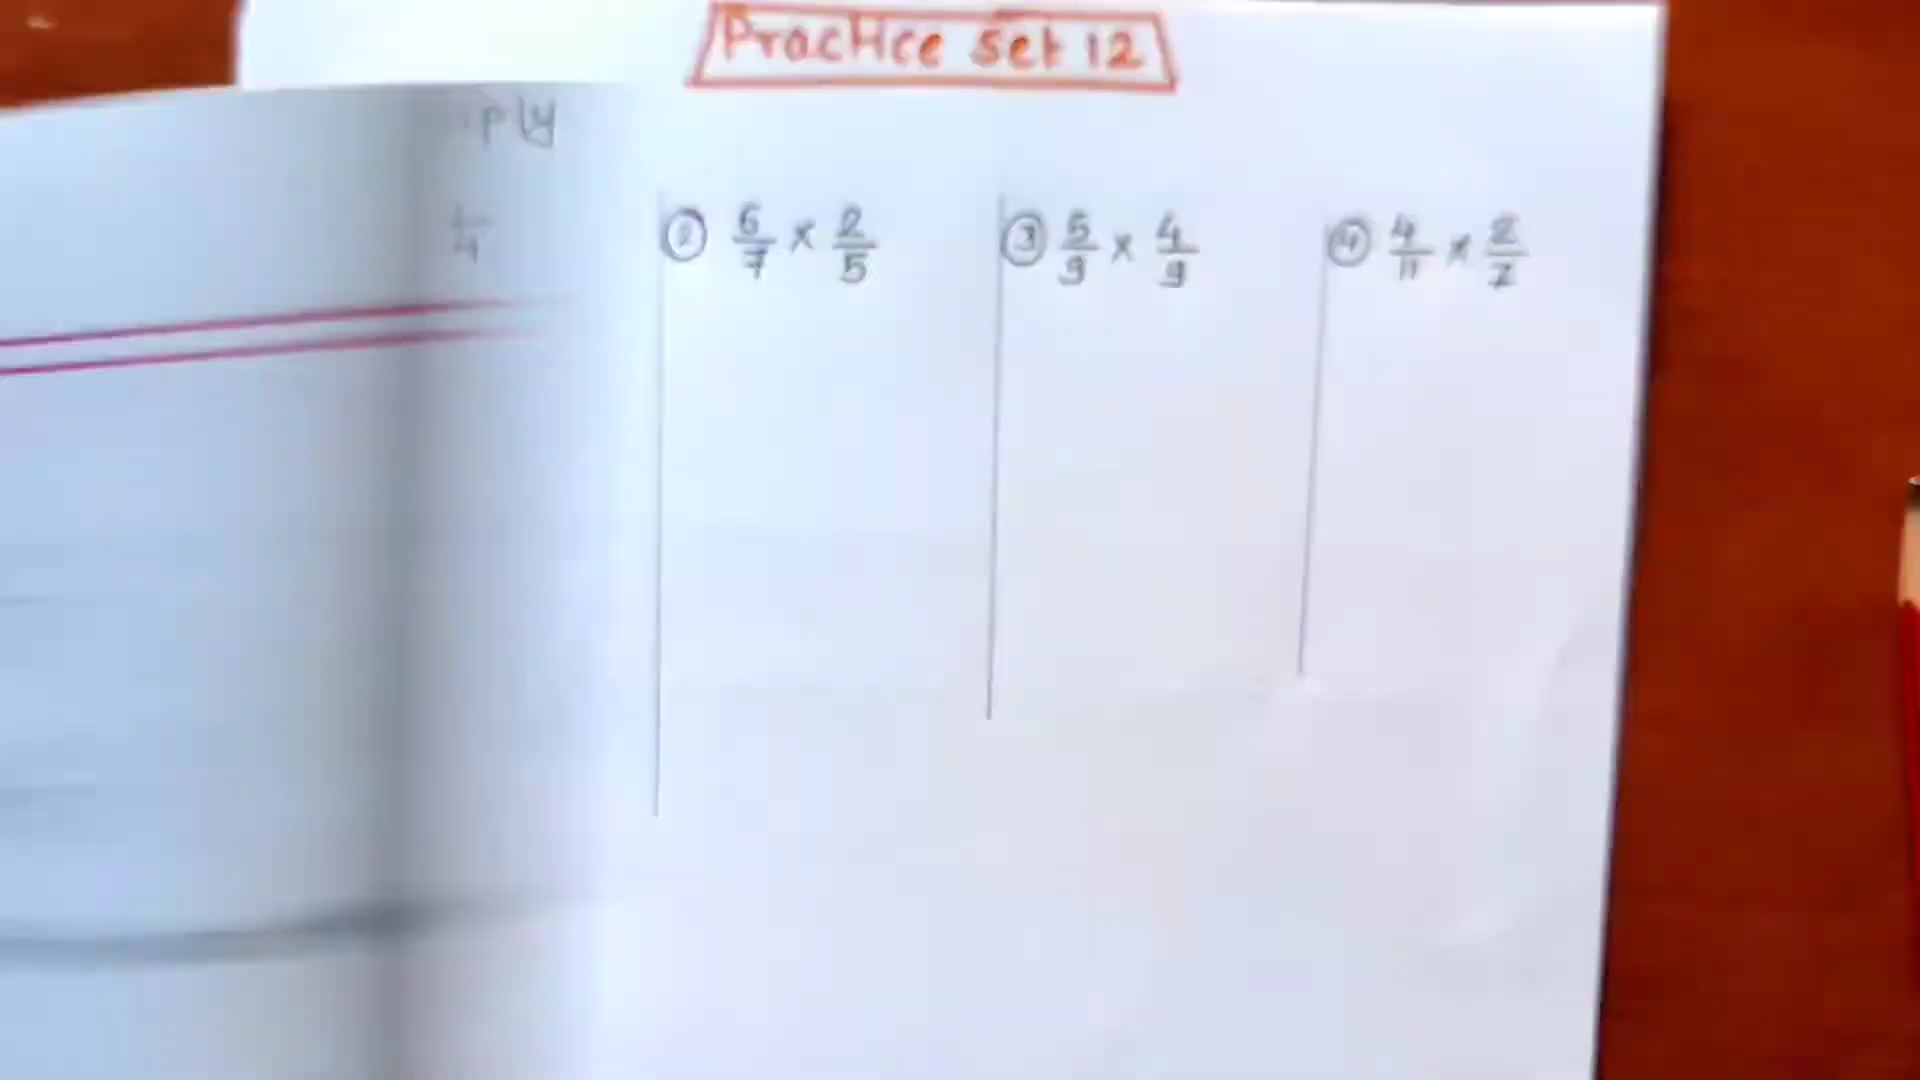 Practice Set 12
ply
② 6/7 × 2/5 ③ 5/9 × 4/9 ④ 4/11 × 2/7